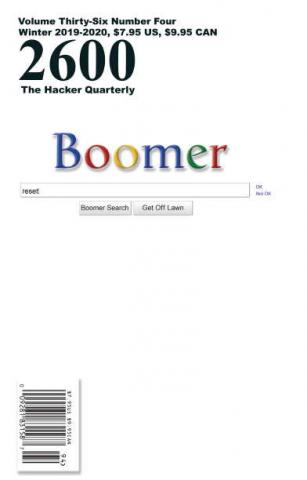 Volume Thirty-Six Number Four
Winter 2019-2020, $7.95 US, $9.95 CAN
2600
The Hacker Quarterly
Boomer
reset
OK
Not OK
Boomer Search
Get Off Lawn
94>